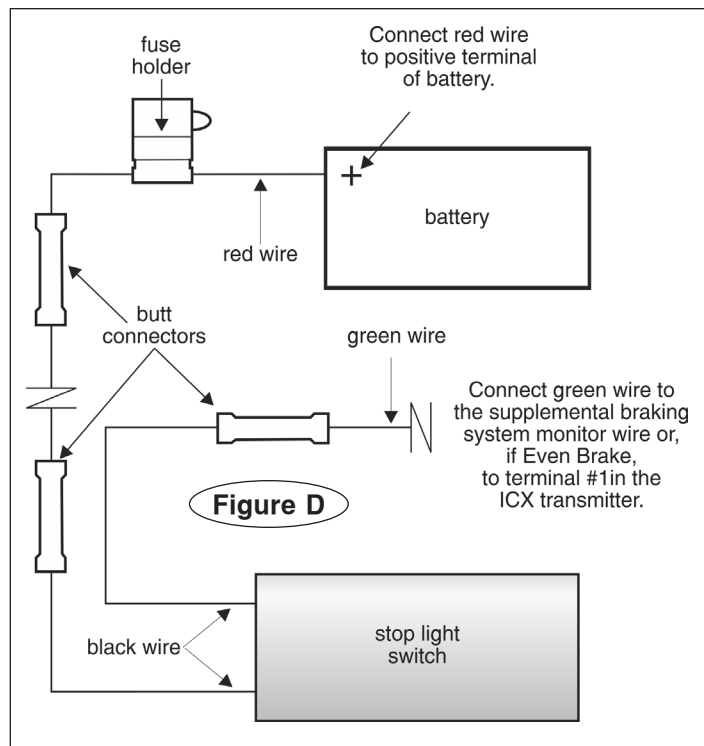 fuse
holder
Connect red wire
to positive terminal
of battery.
+
battery
red wire
butt
connectors
green wire
Connect green wire to
the supplemental braking
system monitor wire or,
if Even Brake,
to terminal #1in the
ICX transmitter.
Figure D
stop light
switch
black wire